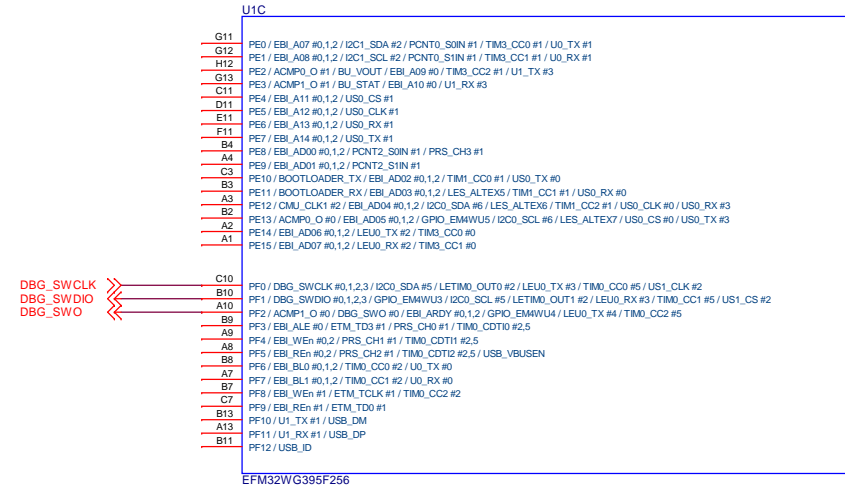 U1C
G11 PE0 / EBI_A07 #0,1,2 / I2C1_SDA #2 / PCNT0_S0IN #1 / TIM3_CC0 #1 / U0_TX #1
G12 PE1 / EBI_A08 #0,1,2 / I2C1_SCL #2 / PCNT0_S1IN #1 / TIM3_CC1 #1 / U0_RX #1
H12 PE2 / ACMP0_O #1 / BU_VOUT / EBI_A09 #0 / TIM3_CC2 #1 / U1_TX #3
G13 PE3 / ACMP1_O #1 / BU_STAT / EBI_A10 #0 / U1_RX #3
C11 PE4 / EBI_A11 #0,1,2 / US0_CS #1
D11 PE5 / EBI_A12 #0,1,2 / US0_CLK #1
E11 PE6 / EBI_A13 #0,1,2 / US0_RX #1
F11 PE7 / EBI_A14 #0,1,2 / US0_TX #1
B4 PE8 / EBI_AD00 #0,1,2 / PCNT2_S0IN #1 / PRS_CH3 #1
A4 PE9 / EBI_AD01 #0,1,2 / PCNT2_S1IN #1
C3 PE10 / BOOTLOADER_TX / EBI_AD02 #0,1,2 / TIM1_CC0 #1 / US0_TX #0
B3 PE11 / BOOTLOADER_RX / EBI_AD03 #0,1,2 / LES_ALTEX5 / TIM1_CC1 #1 / US0_RX #0
A3 PE12 / CMU_CLK1 #2 / EBI_AD04 #0,1,2 / I2C0_SDA #6 / LES_ALTEX6 / TIM1_CC2 #1 / US0_CLK #0 / US0_RX #3
B2 PE13 / ACMP0_O #0 / EBI_AD05 #0,1,2 / GPIO_EM4WU5 / I2C0_SCL #6 / LES_ALTEX7 / US0_CS #0 / US0_TX #3
A2 PE14 / EBI_AD06 #0,1,2 / LEU0_TX #2 / TIM3_CC0 #0
A1 PE15 / EBI_AD07 #0,1,2 / LEU0_RX #2 / TIM3_CC1 #0
DBG_SWCLK C10 PF0 / DBG_SWCLK #0,1,2,3 / I2C0_SDA #5 / LETIM0_OUT0 #2 / LEU0_TX #3 / TIM0_CC0 #5 / US1_CLK #2
DBG_SWDIO B10 PF1 / DBG_SWDIO #0,1,2,3 / GPIO_EM4WU3 / I2C0_SCL #5 / LETIM0_OUT1 #2 / LEU0_RX #3 / TIM0_CC1 #5 / US1_CS #2
DBG_SWO A10 PF2 / ACMP1_O #0 / DBG_SWO #0 / EBI_ARDY #0,1,2 / GPIO_EM4WU4 / LEU0_TX #4 / TIM0_CC2 #5
B9 PF3 / EBI_ALE #0 / ETM_TD3 #1 / PRS_CH0 #1 / TIM0_CDTI0 #2,5
A9 PF4 / EBI_WEn #0,2 / PRS_CH1 #1 / TIM0_CDTI1 #2,5
A8 PF5 / EBI_REn #0,2 / PRS_CH2 #1 / TIM0_CDTI2 #2,5 / USB_VBUSEN
B8 PF6 / EBI_BL0 #0,1,2 / TIM0_CC0 #2 / U0_TX #0
A7 PF7 / EBI_BL1 #0,1,2 / TIM0_CC1 #2 / U0_RX #0
B7 PF8 / EBI_WEn #1 / ETM_TCLK #1 / TIM0_CC2 #2
C7 PF9 / EBI_REn #1 / ETM_TD0 #1
B13 PF10 / U1_TX #1 / USB_DM
A13 PF11 / U1_RX #1 / USB_DP
B11 PF12 / USB_ID
EFM32WG395F256